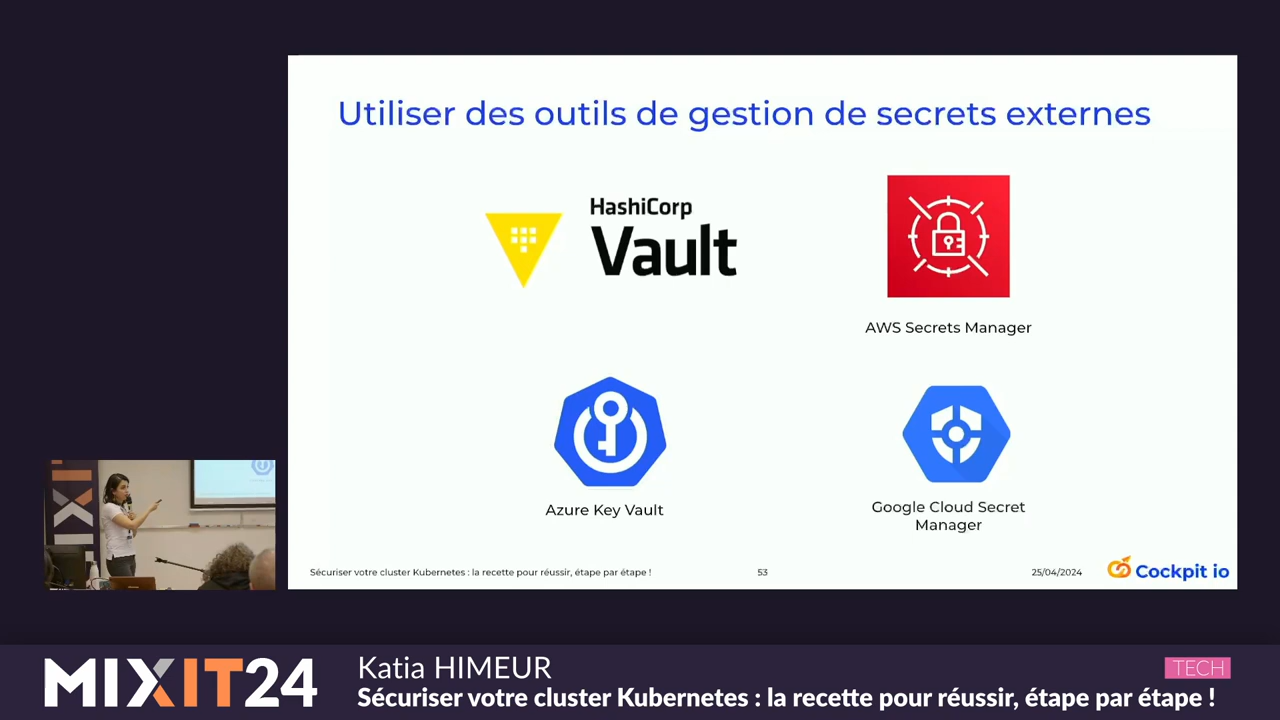 Utiliser des outils de gestion de secrets externes
HashiCorp
Vault
AWS Secrets Manager
Azure Key Vault
Google Cloud Secret
Manager
Sécuriser votre cluster Kubernetes : la recette pour réussir, étape par étape !
53
25/04/2024
Cockpit io
MIXIT24
Katia HIMEUR
TECH
Sécuriser votre cluster Kubernetes : la recette pour réussir, étape par étape !